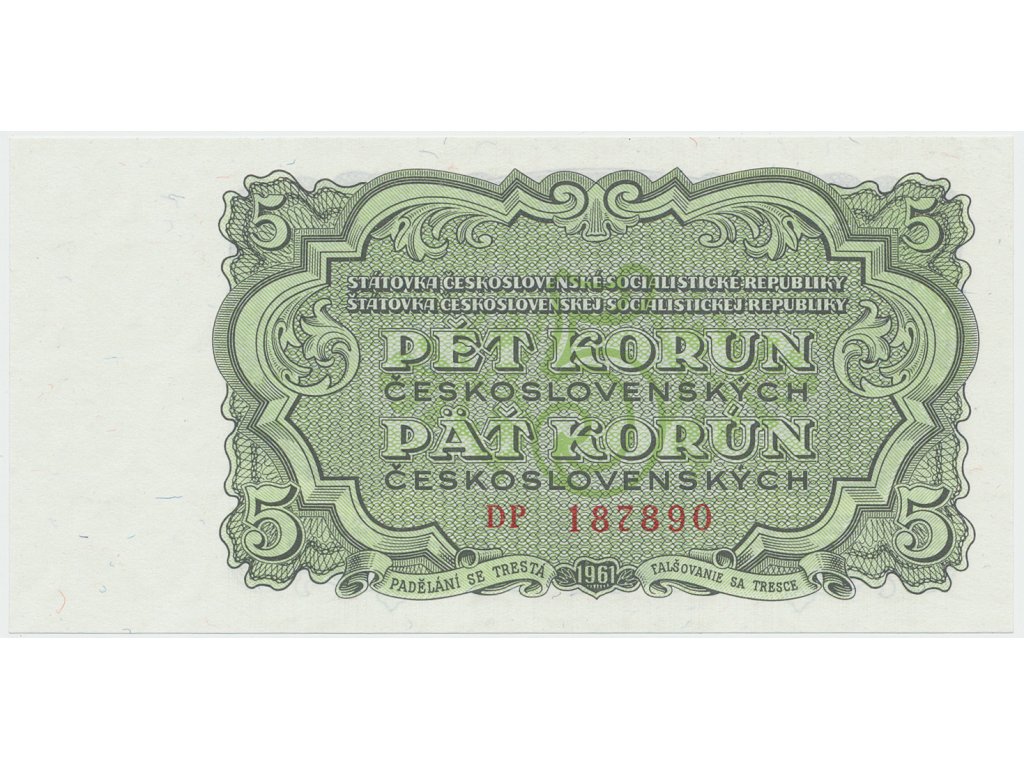 5 5
STÁTOVKA ČESKOSLOVENSKÉ SOCIALISTICKÉ REPUBLIKY
ŠTÁTOVKA ČESKOSLOVENSKEJ SOCIALISTICKEJ REPUBLIKY
PĚT KORUN
ČESKOSLOVENSKÝCH
PÄŤ KORÚN
ČESKOSLOVENSKÝCH
5 DP 187890 5
PADĚLÁNÍ SE TRESTÁ 1961 FALŠOVANIE SA TRESCE